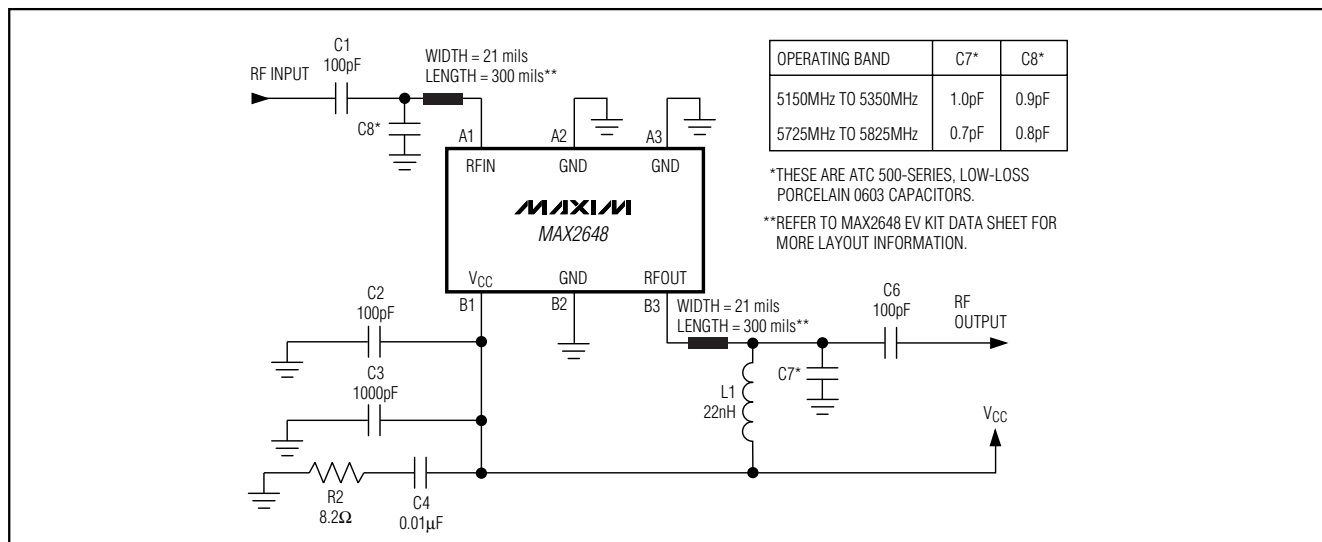 C1
100pF
RF INPUT
WIDTH = 21 mils
LENGTH = 300 mils**
C8*
A1
A2
A3
RFIN
GND
GND
MAXIM
MAX2648
VCC
GND
RFOUT
B1
B2
B3
OPERATING BAND C7* C8*
5150MHz TO 5350MHz 1.0pF 0.9pF
5725MHz TO 5825MHz 0.7pF 0.8pF
*THESE ARE ATC 500-SERIES, LOW-LOSS
PORCELAIN 0603 CAPACITORS.
**REFER TO MAX2648 EV KIT DATA SHEET FOR
MORE LAYOUT INFORMATION.
C2
100pF
C3
1000pF
R2
8.2Ω
C4
0.01µF
WIDTH = 21 mils
LENGTH = 300 mils**
L1
22nH
C7*
C6
100pF
RF
OUTPUT
VCC